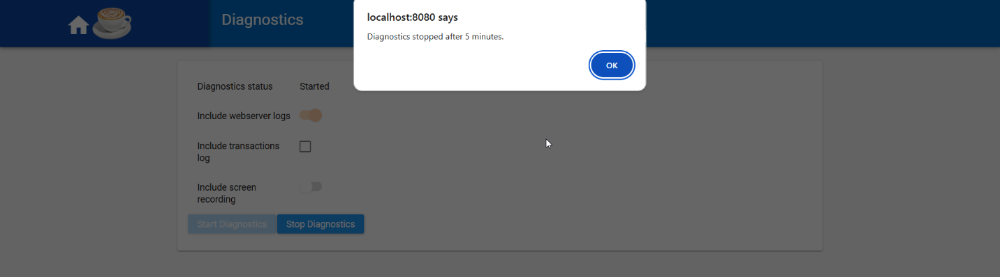 Diagnostics
localhost:8080 says
Diagnostics stopped after 5 minutes.
OK
Diagnostics status Started
Include webserver logs
Include transactions
log
Include screen
recording
Start Diagnostics Stop Diagnostics